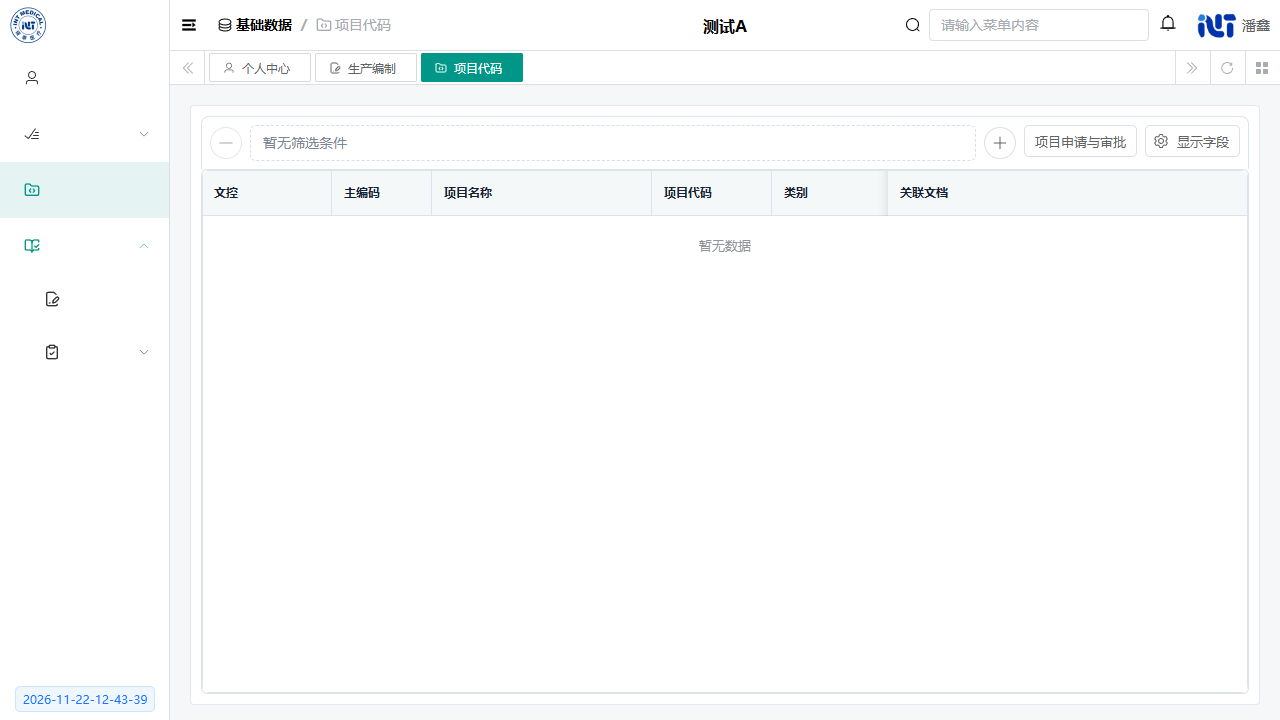 基础数据 / 项目代码
测试A
请输入菜单内容
潘鑫
个人中心
生产编制
项目代码
暂无筛选条件
项目申请与审批
显示字段
文控
主编码
项目名称
项目代码
类别
关联文档
暂无数据
2026-11-22-12-43-39